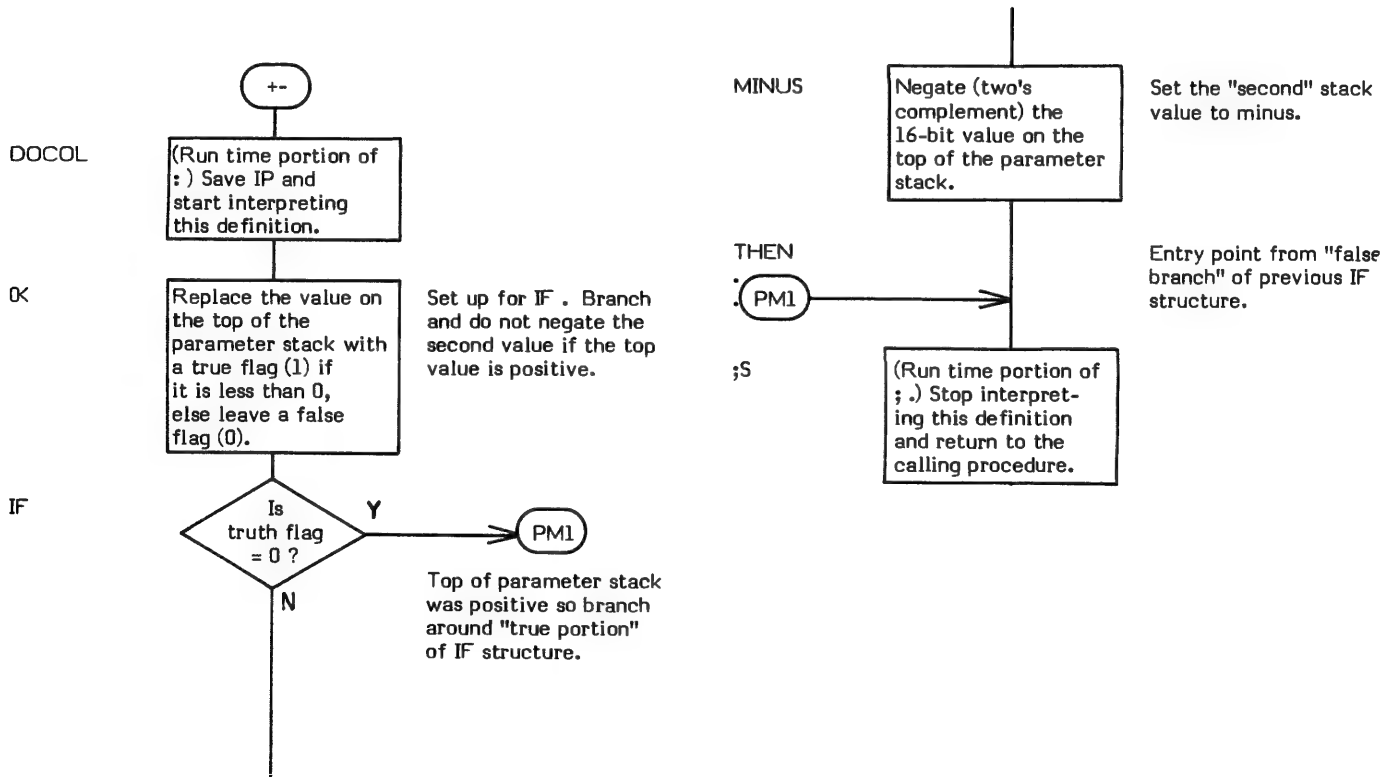 +-
DOCOL
(Run time portion of
: ) Save IP and
start interpreting
this definition.
0<
Replace the value on
the top of the
parameter stack with
a true flag (1) if
it is less than 0,
else leave a false
flag (0).
Set up for IF . Branch
and do not negate the
second value if the top
value is positive.
IF
Is
truth flag
= 0 ?
Y
PM1
N
Top of parameter stack
was positive so branch
around "true portion"
of IF structure.
MINUS
Negate (two's
complement) the
16-bit value on the
top of the parameter
stack.
Set the "second" stack
value to minus.
THEN
:
PM1
Entry point from "false
branch" of previous IF
structure.
;S
(Run time portion of
; .) Stop interpret-
ing this definition
and return to the
calling procedure.